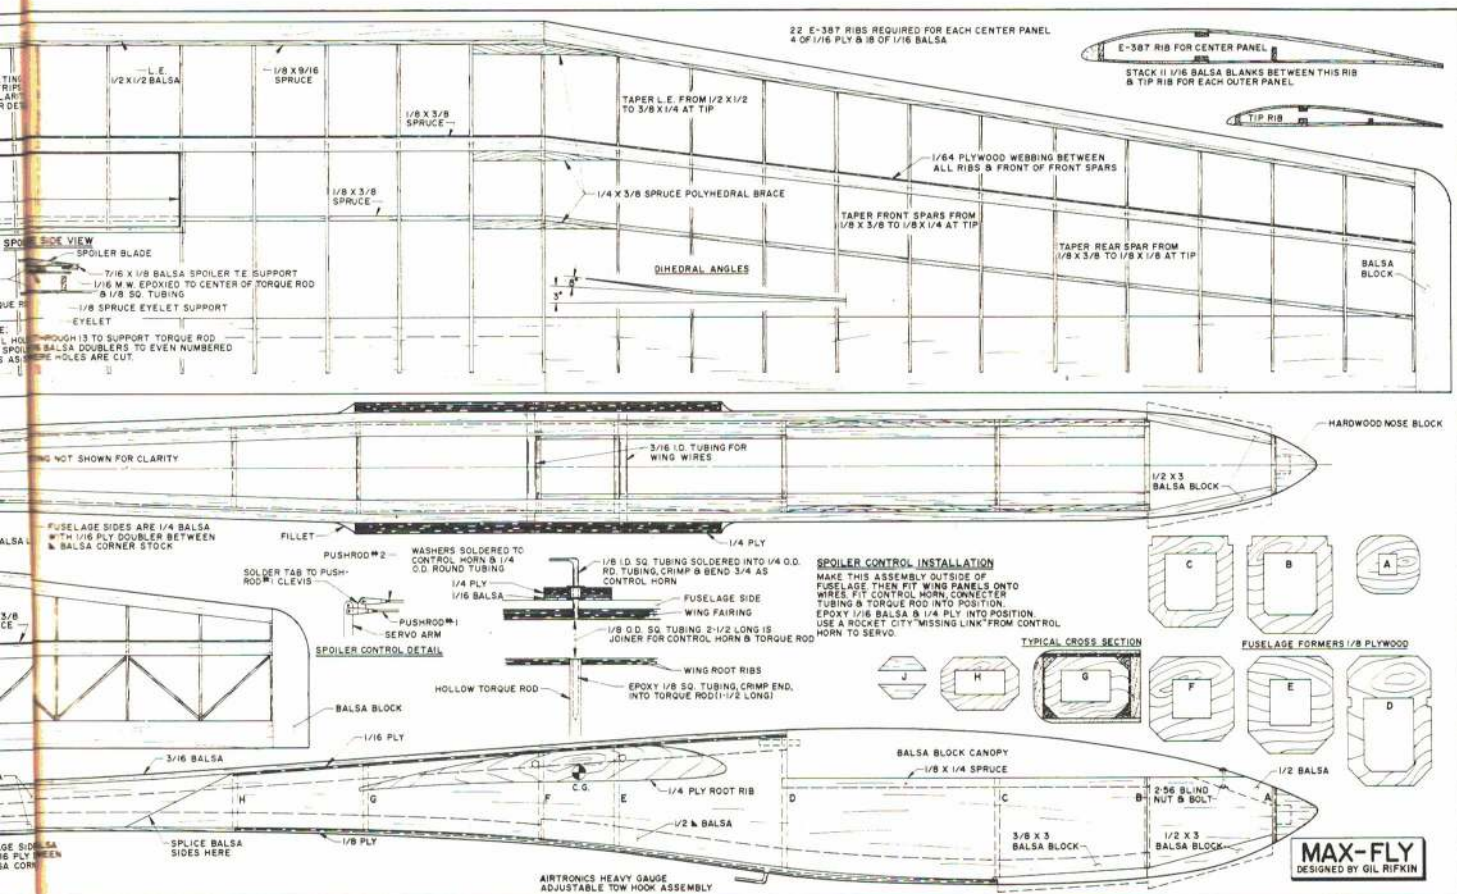 22 E-387 RIBS REQUIRED FOR EACH CENTER PANEL
4 OF 1/16 PLY & 18 OF 1/16 BALSA
E-387 RIB FOR CENTER PANEL
STACK 11 1/16 BALSA BLANKS BETWEEN THIS RIB
& TIP RIB FOR EACH OUTER PANEL
TIP RIB
L.E.
1/2 X 1/2 BALSA
1/8 X 9/16
SPRUCE
1/8 X 3/8
SPRUCE
TAPER L.E. FROM 1/2 X 1/2
TO 3/8 X 1/4 AT TIP
1/64 PLYWOOD WEBBING BETWEEN
ALL RIBS & FRONT OF FRONT SPARS
1/8 X 3/8
SPRUCE
1/4 X 3/8 SPRUCE POLYHEDRAL BRACE
TAPER FRONT SPARS FROM
1/8 X 3/8 TO 1/8 X 1/4 AT TIP
TAPER REAR SPAR FROM
1/8 X 3/8 TO 1/8 X 1/8 AT TIP
BALSA
BLOCK
SIDE VIEW
SPOILER BLADE
7/16 X 1/8 BALSA SPOILER T.E. SUPPORT
1/16 M.W. EPOXIED TO CENTER OF TORQUE ROD
& 1/8 SQ. TUBING
1/8 SPRUCE EYELET SUPPORT
EYELET
13 TO SUPPORT TORQUE ROD
BALSA DOUBLERS TO EVEN NUMBERED
HOLES ARE CUT.
DIHEDRAL ANGLES
8°
3°
NOT SHOWN FOR CLARITY
3/16 I.D. TUBING FOR
WING WIRES
1/2 X 3
BALSA BLOCK
HARDWOOD NOSE BLOCK
FUSELAGE SIDES ARE 1/4 BALSA
WITH 1/16 PLY DOUBLER BETWEEN
BALSA CORNER STOCK
FILLET
1/4 PLY
PUSHROD #2
SOLDER TAB TO PUSH-
ROD #1 CLEVIS
PUSHROD #1
SERVO ARM
SPOILER CONTROL DETAIL
WASHERS SOLDERED TO
CONTROL HORN & 1/4
O.D. ROUND TUBING
1/4 PLY
1/16 BALSA
1/8 I.D. SQ. TUBING SOLDERED INTO 1/4 O.D.
RD. TUBING, CRIMP & BEND 3/4 AS
CONTROL HORN
FUSELAGE SIDE
WING FAIRING
1/8 O.D. SQ. TUBING 2-1/2 LONG IS
JOINER FOR CONTROL HORN & TORQUE ROD
WING ROOT RIBS
HOLLOW TORQUE ROD
EPOXY 1/8 SQ. TUBING, CRIMP END,
INTO TORQUE ROD (1-1/2 LONG)
SPOILER CONTROL INSTALLATION
MAKE THIS ASSEMBLY OUTSIDE OF
FUSELAGE THEN FIT WING PANELS ONTO
WIRES. FIT CONTROL HORN, CONNECTER
TUBING & TORQUE ROD INTO POSITION.
EPOXY 1/16 BALSA & 1/4 PLY INTO POSITION.
USE A ROCKET CITY "MISSING LINK" FROM CONTROL
HORN TO SERVO.
C
B
A
TYPICAL CROSS SECTION
FUSELAGE FORMERS 1/8 PLYWOOD
J
H
G
F
E
D
BALSA BLOCK
1/16 PLY
3/16 BALSA
BALSA BLOCK CANOPY
1/8 X 1/4 SPRUCE
1/2 BALSA
2-56 BLIND
NUT & BOLT
C.G.
1/4 PLY ROOT RIB
H
G
F
E
D
C
B
A
1/2 BALSA
SPLICE BALSA
SIDES HERE
1/8 PLY
3/8 X 3
BALSA BLOCK
1/2 X 3
BALSA BLOCK
AIRTRONICS HEAVY GAUGE
ADJUSTABLE TOW HOOK ASSEMBLY
MAX-FLY
DESIGNED BY GIL RIFKIN